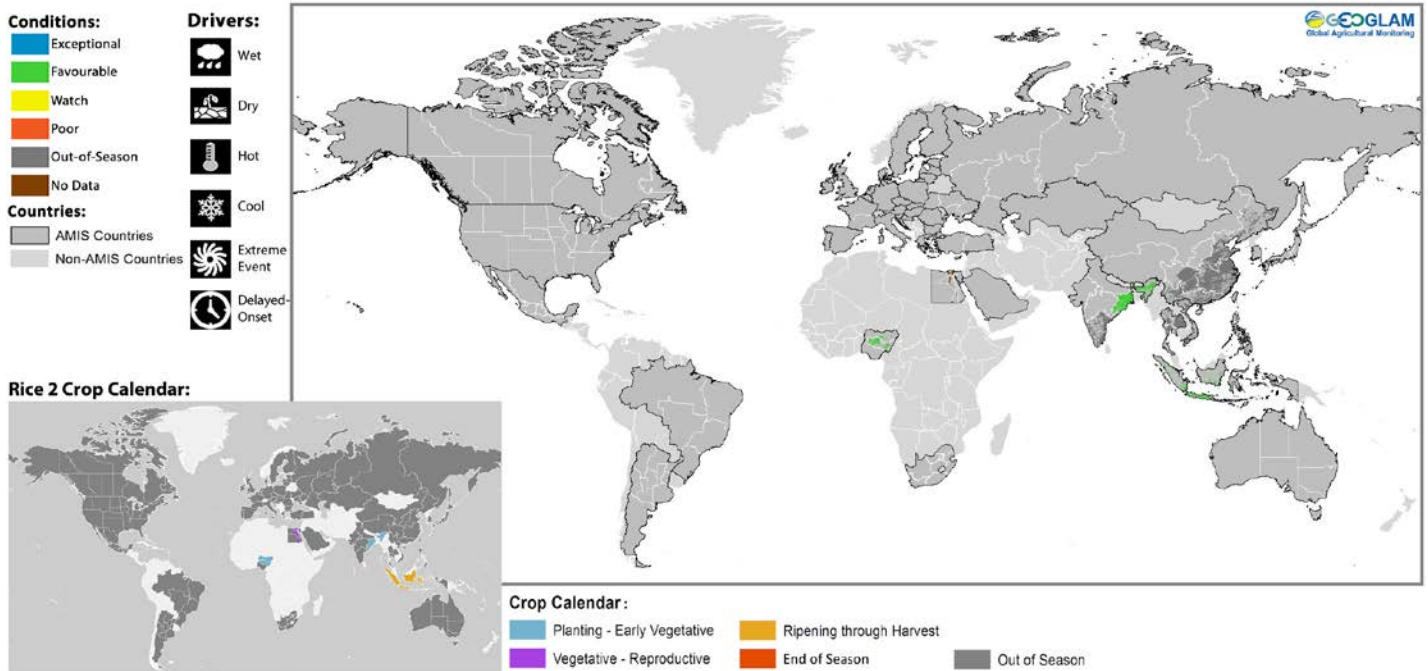 Conditions:
Exceptional
Favourable
Watch
Poor
Out-of-Season
No Data
Countries:
AMIS Countries
Non-AMIS Countries
Drivers:
Wet
Dry
Hot
Cool
Extreme
Event
Delayed-
Onset
GEOGLAM
Global Agricultural Monitoring
Rice 2 Crop Calendar:
Crop Calendar :
Planting - Early Vegetative
Vegetative - Reproductive
Ripening through Harvest
End of Season
Out of Season